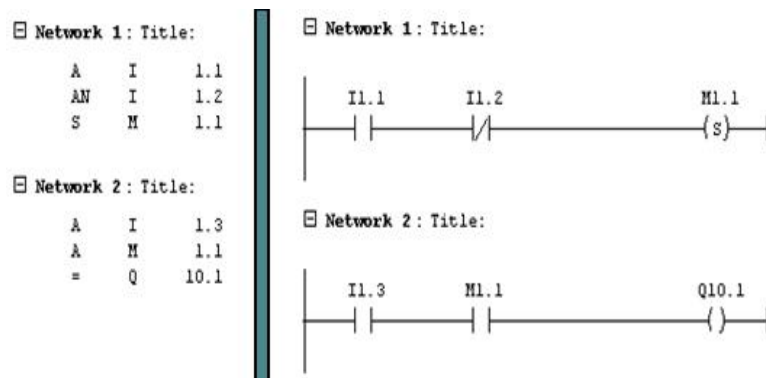 Network 1: Title:
A I 1.1
AN I 1.2
S M 1.1
Network 2: Title:
A I 1.3
A M 1.1
= Q 10.1
Network 1: Title:
I1.1 I1.2 M1.1
S
Network 2: Title:
I1.3 M1.1 Q10.1